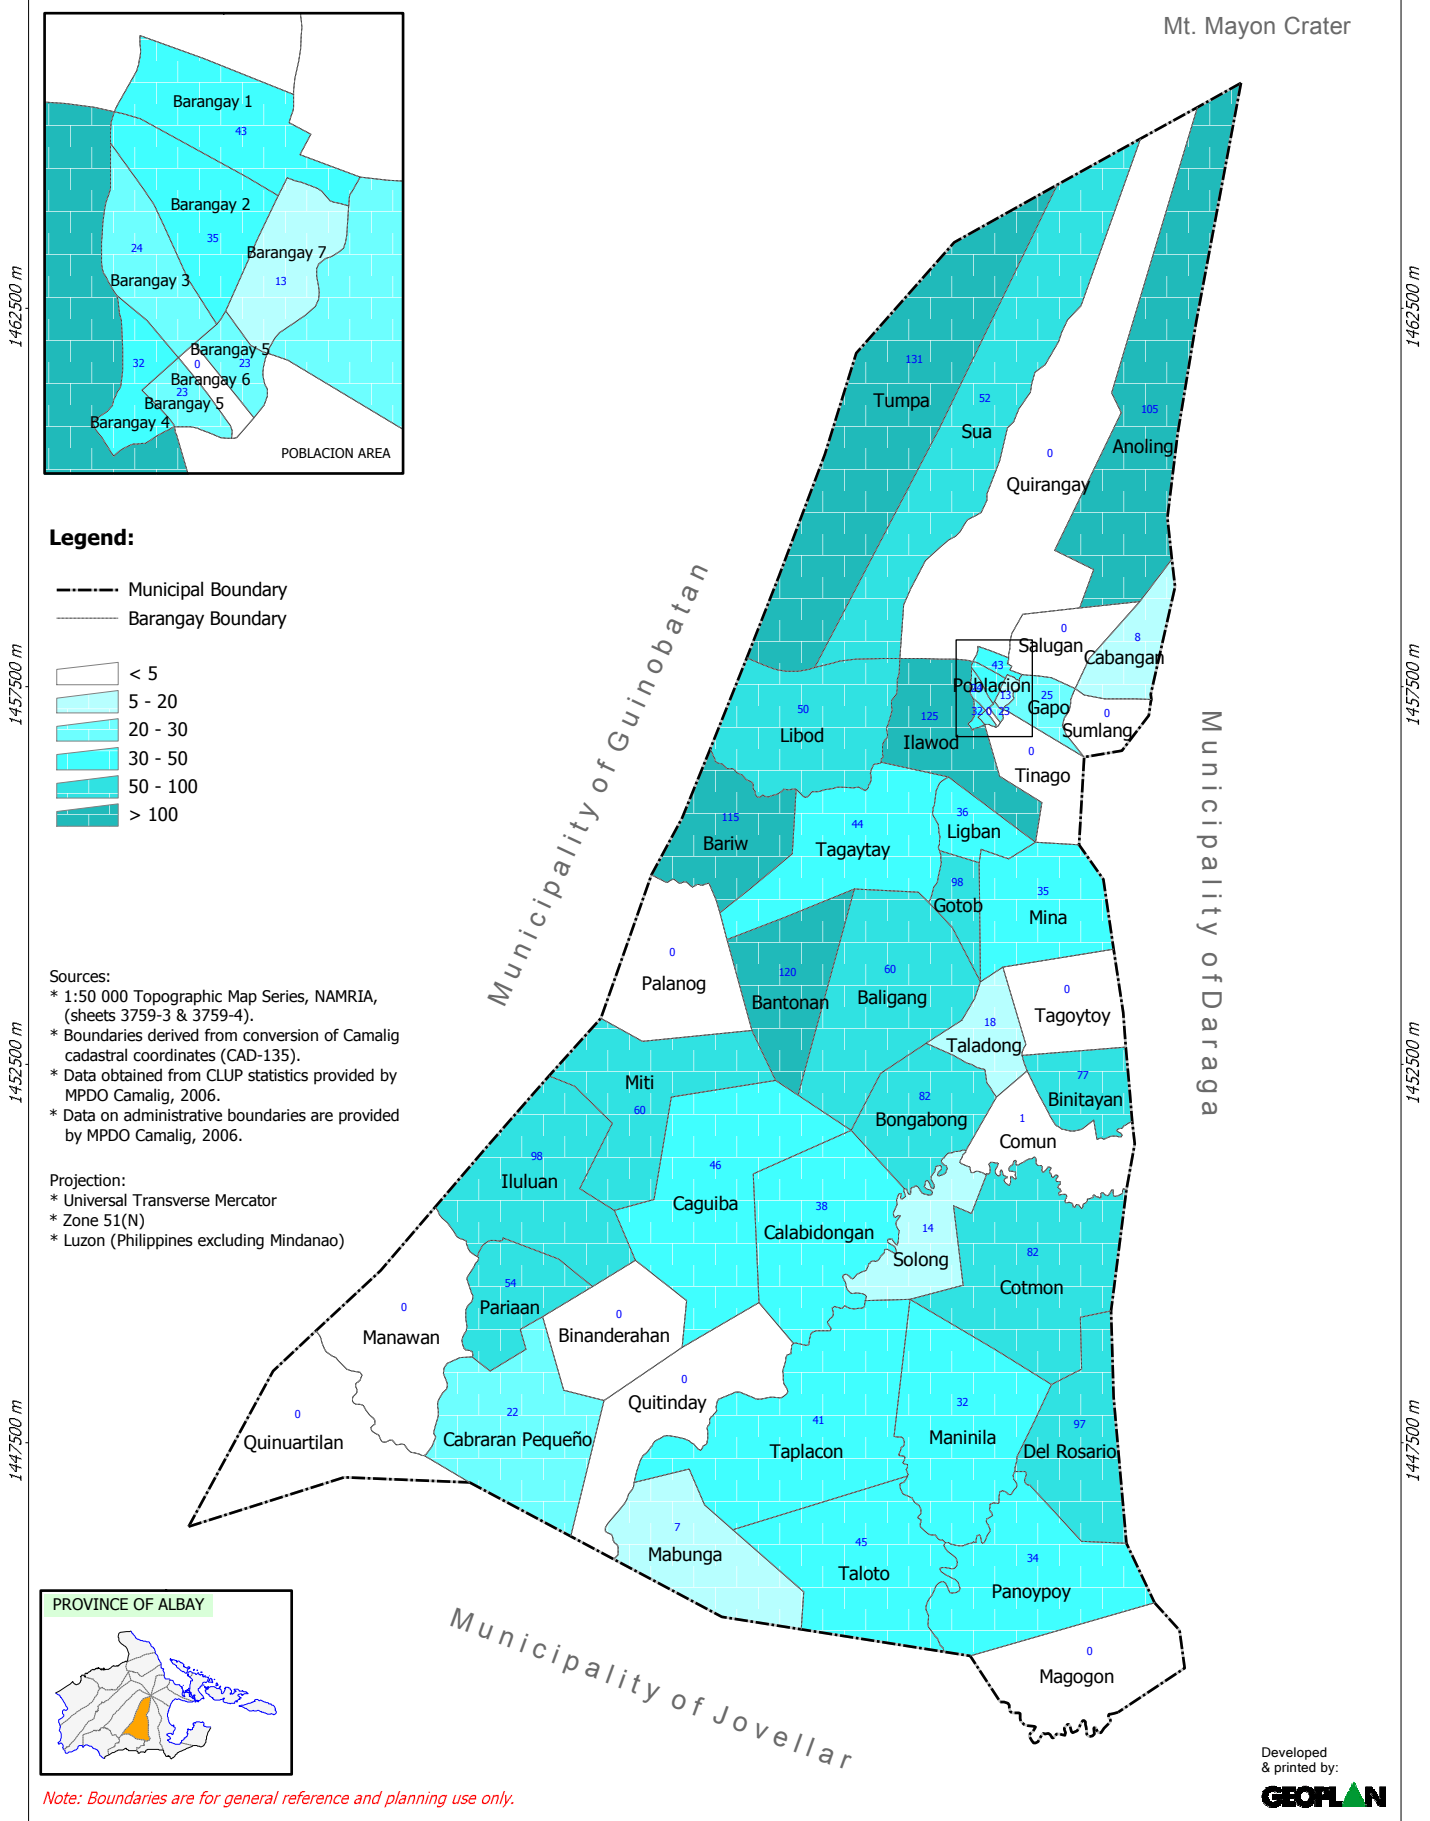 Mt. Mayon Crater
Barangay 1
43
Barangay 2
35
24
Barangay 3
Barangay 7
13
Barangay 5
32
0
23
Barangay 6
23
Barangay 5
Barangay 4
POBLACION AREA
1462500 m
1462500 m
Legend:
Municipal Boundary
Barangay Boundary
< 5
5 - 20
20 - 30
30 - 50
50 - 100
> 100
131
Tumpa
52
Sua
105
Anoling
0
Quirangay
Municipality of Guinobatan
0
Salugan
8
Cabangan
43
Poblacion
13
32
0
23
25
Gapo
0
Sumlang
1457500 m
1457500 m
50
Libod
125
Ilawod
0
Tinago
Municipality of Daraga
115
Bariw
44
Tagaytay
36
Ligban
98
Gotob
35
Mina
0
Palanog
120
Bantonan
60
Baligang
0
Tagoytoy
18
Taladong
Sources:
* 1:50 000 Topographic Map Series, NAMRIA,
(sheets 3759-3 & 3759-4).
* Boundaries derived from conversion of Camalig
cadastral coordinates (CAD-135).
* Data obtained from CLUP statistics provided by
MPDO Camalig, 2006.
* Data on administrative boundaries are provided
by MPDO Camalig, 2006.
Projection:
* Universal Transverse Mercator
* Zone 51(N)
* Luzon (Philippines excluding Mindanao)
1452500 m
1452500 m
Miti
60
77
Binitayan
82
Bongabong
1
Comun
98
Iluluan
46
Caguiba
38
Calabidongan
14
Solong
82
Cotmon
54
Pariaan
0
Manawan
0
Binanderahan
0
Quitinday
0
Quinuartilan
22
Cabraran Pequeño
41
Taplacon
32
Maninila
97
Del Rosario
1447500 m
1447500 m
7
Mabunga
45
Taloto
34
Panoypoy
0
Magogon
Municipality of Jovellar
PROVINCE OF ALBAY
Note: Boundaries are for general reference and planning use only.
Developed
& printed by:
GEOPLAN